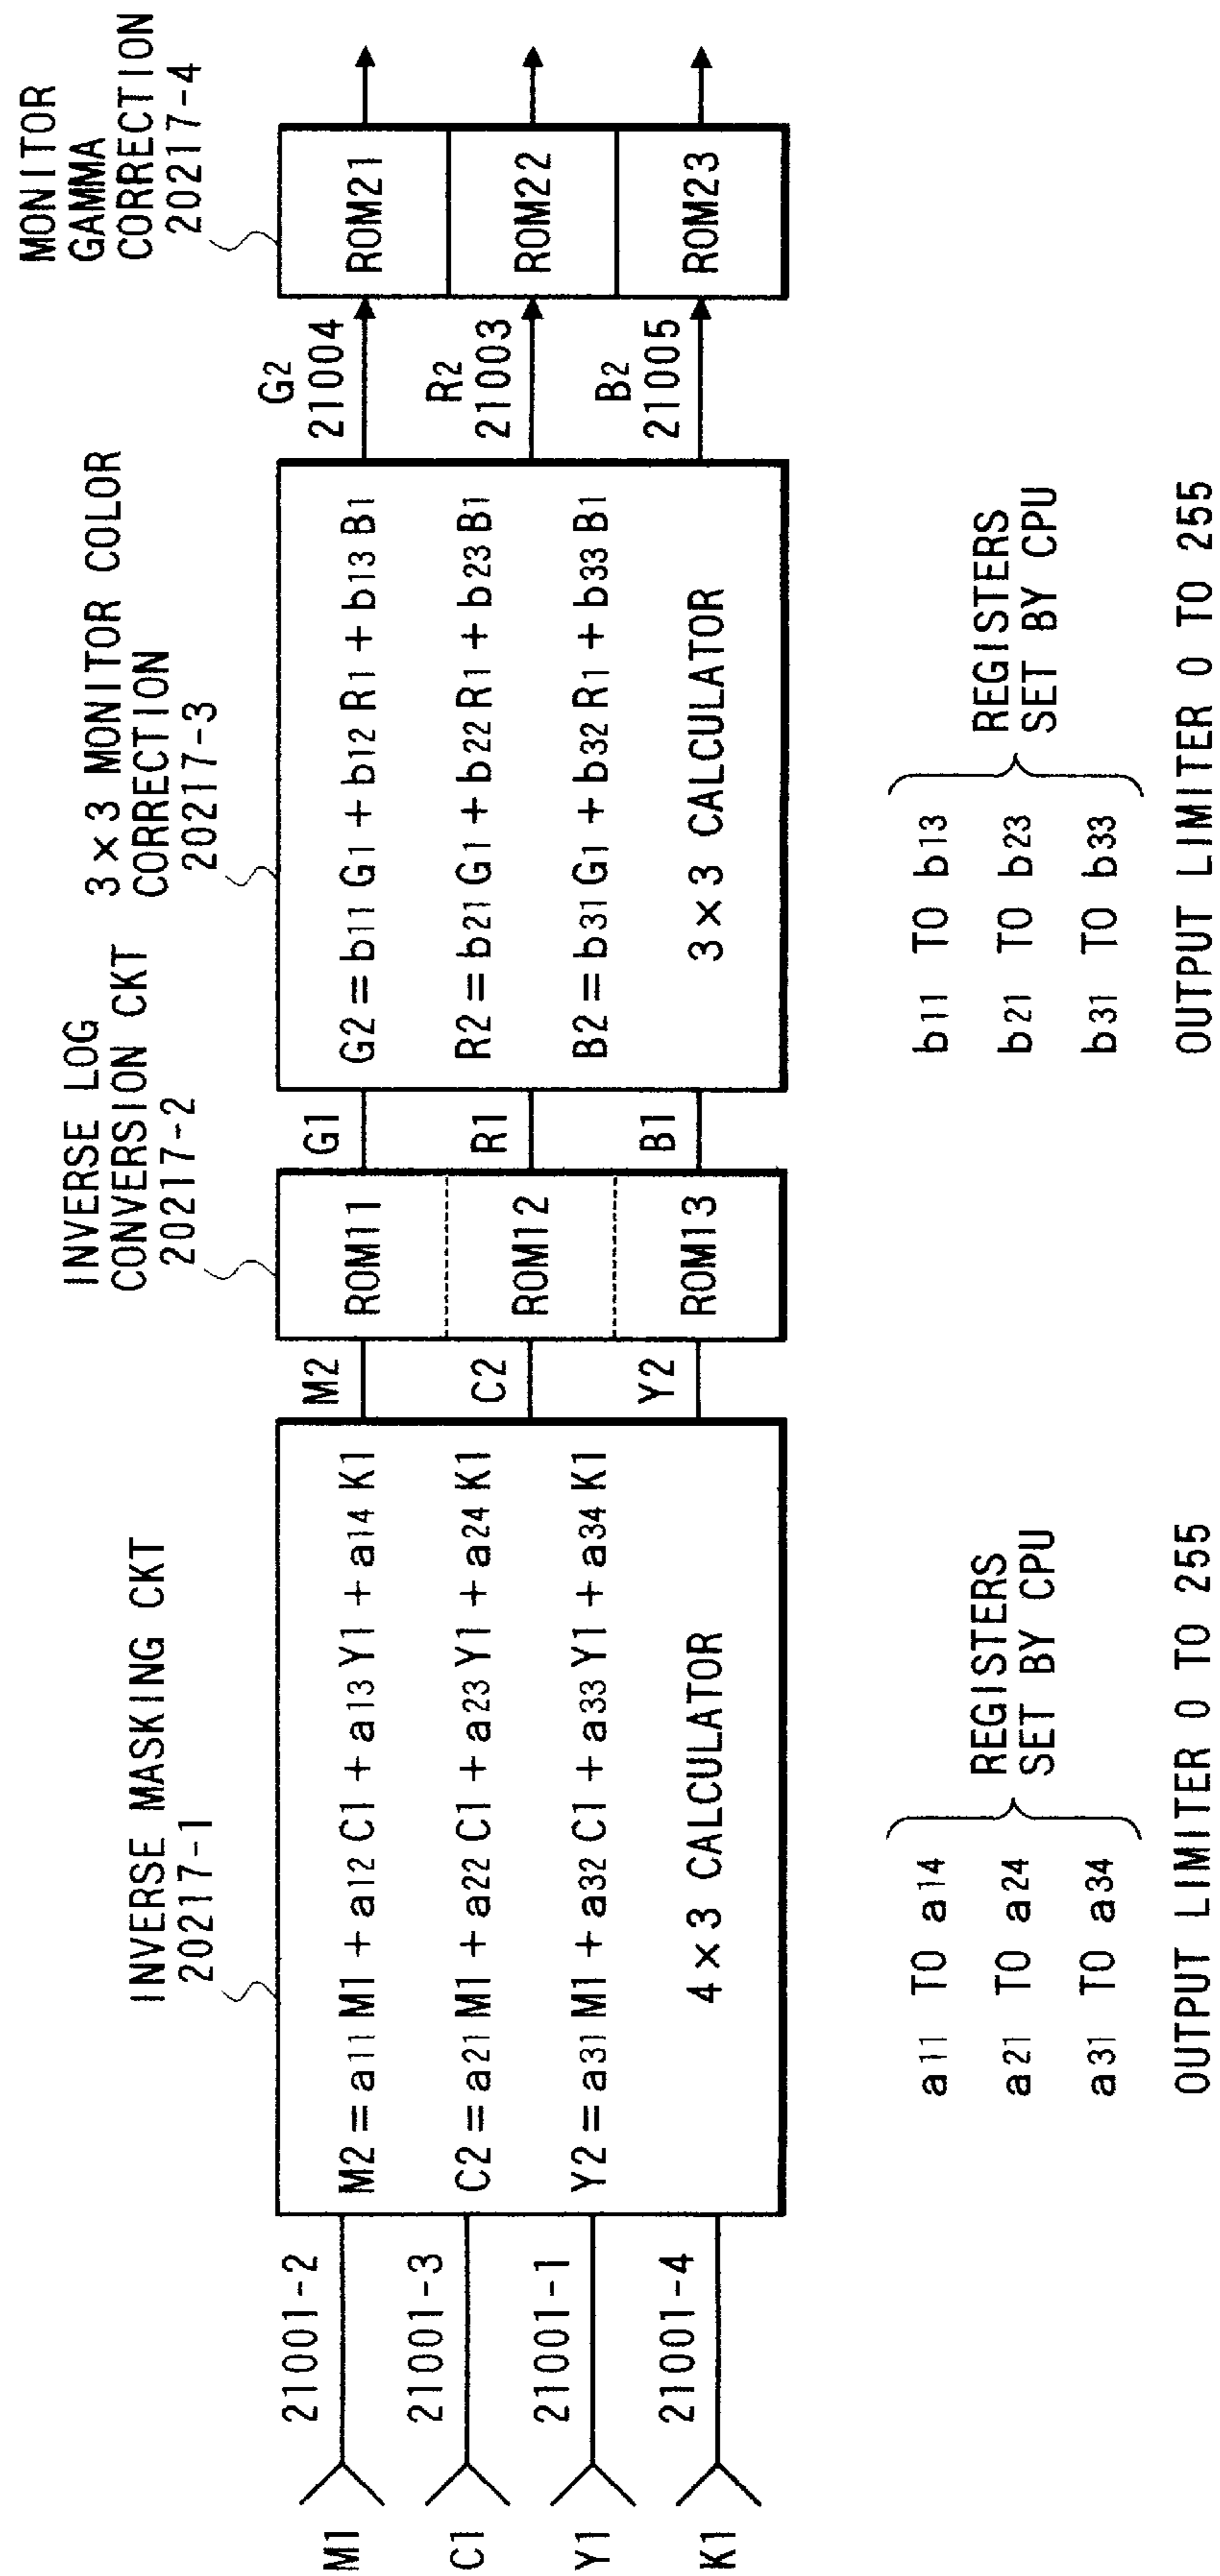 INVERSE MASKING CKT
20217-1
INVERSE LOG
CONVERSION CKT
20217-2
3×3 MONITOR COLOR
CORRECTION
20217-3
MONITOR
GAMMA
CORRECTION
20217-4
M1
21001-2
C1
21001-3
Y1
21001-1
K1
21001-4
M2=a11 M1+a12 C1+a13 Y1+a14 K1
C2=a21 M1+a22 C1+a23 Y1+a24 K1
Y2=a31 M1+a32 C1+a33 Y1+a34 K1
4×3 CALCULATOR
M2
C2
Y2
ROM11
ROM12
ROM13
G1
R1
B1
G2=b11 G1+b12 R1+b13 B1
R2=b21 G1+b22 R1+b23 B1
B2=b31 G1+b32 R1+b33 B1
3×3 CALCULATOR
G2
21004
R2
21003
B2
21005
ROM21
ROM22
ROM23
a11 TO a14
a21 TO a24
a31 TO a34
REGISTERS
SET BY CPU
OUTPUT LIMITER 0 TO 255
b11 TO b13
b21 TO b23
b31 TO b33
REGISTERS
SET BY CPU
OUTPUT LIMITER 0 TO 255